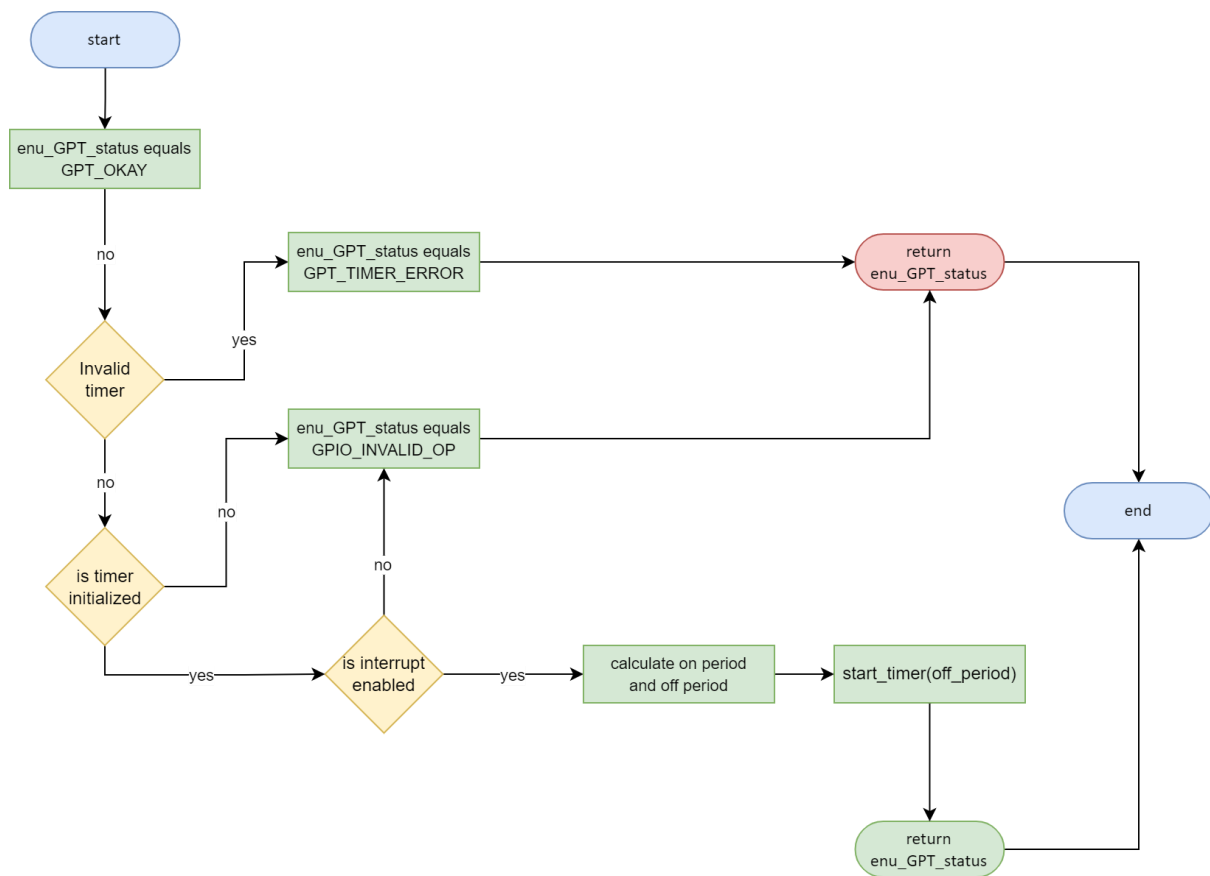 start
enu_GPT_status equals
GPT_OKAY
no
enu_GPT_status equals
GPT_TIMER_ERROR
return
enu_GPT_status
yes
Invalid
timer
enu_GPT_status equals
GPIO_INVALID_OP
no
no
end
is timer
initialized
no
yes
is interrupt
enabled
yes
calculate on period
and off period
start_timer(off_period)
return
enu_GPT_status